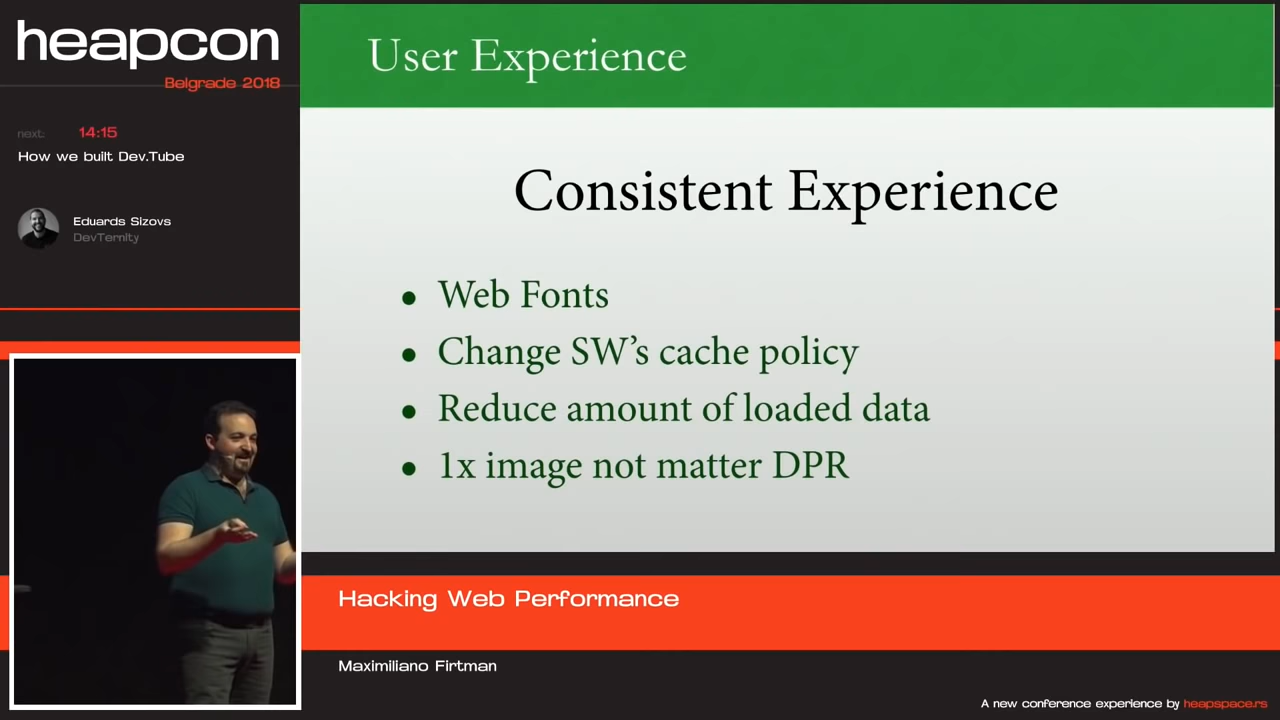 heapcon
Belgrade 2018
next: 14:15
How we built Dev.Tube
Eduards Sizovs
DevTernity
User Experience
Consistent Experience
• Web Fonts
• Change SW’s cache policy
• Reduce amount of loaded data
• 1x image not matter DPR
Hacking Web Performance
Maximiliano Firtman
A new conference experience by heapspace.rs